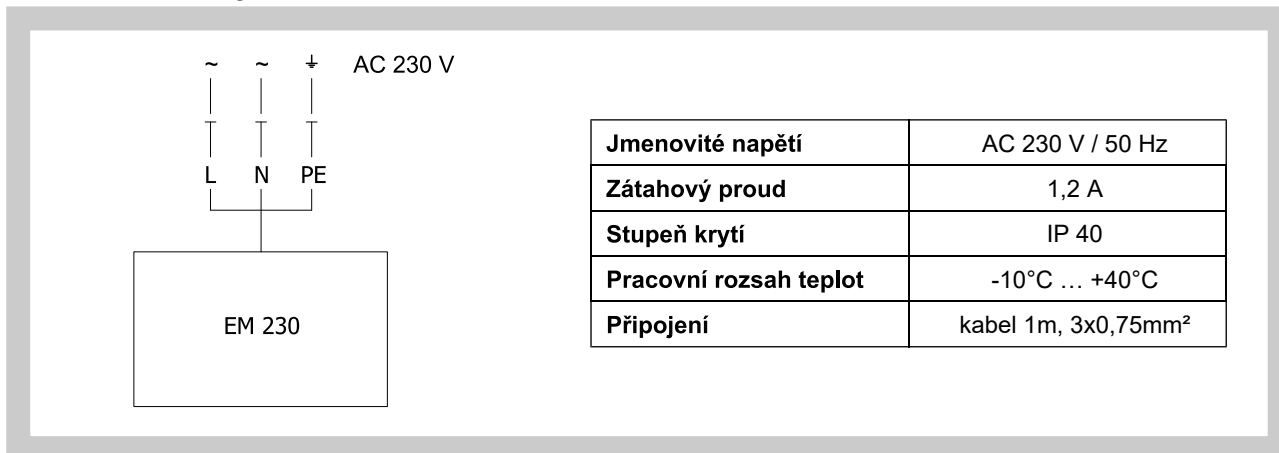 ~ ~ ⏚ AC 230 V
L N PE
EM 230
Jmenovité napětí AC 230 V / 50 Hz
Zátahový proud 1,2 A
Stupeň krytí IP 40
Pracovní rozsah teplot -10°C … +40°C
Připojení kabel 1m, 3x0,75mm²